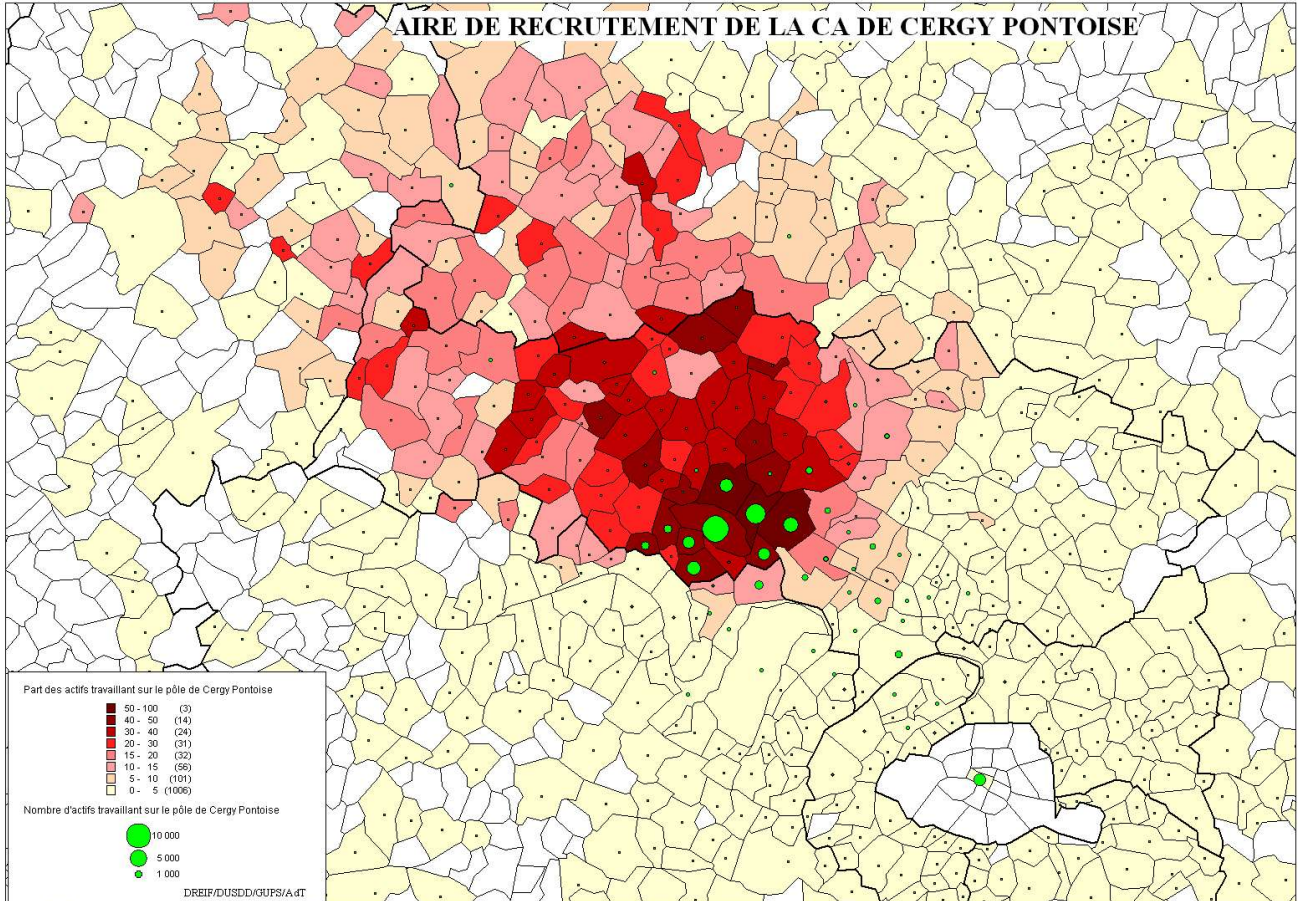 AIRE DE RECRUTEMENT DE LA CA DE CERGY PONTOISE
Part des actifs travaillant sur le pôle de Cergy Pontoise
50 - 100 (3)
40 - 50 (14)
30 - 40 (24)
20 - 30 (31)
15 - 20 (32)
10 - 15 (56)
5 - 10 (101)
0 - 5 (1006)
Nombre d'actifs travaillant sur le pôle de Cergy Pontoise
10 000
5 000
1 000
DREIF/DUSDD/GUPS/AdT